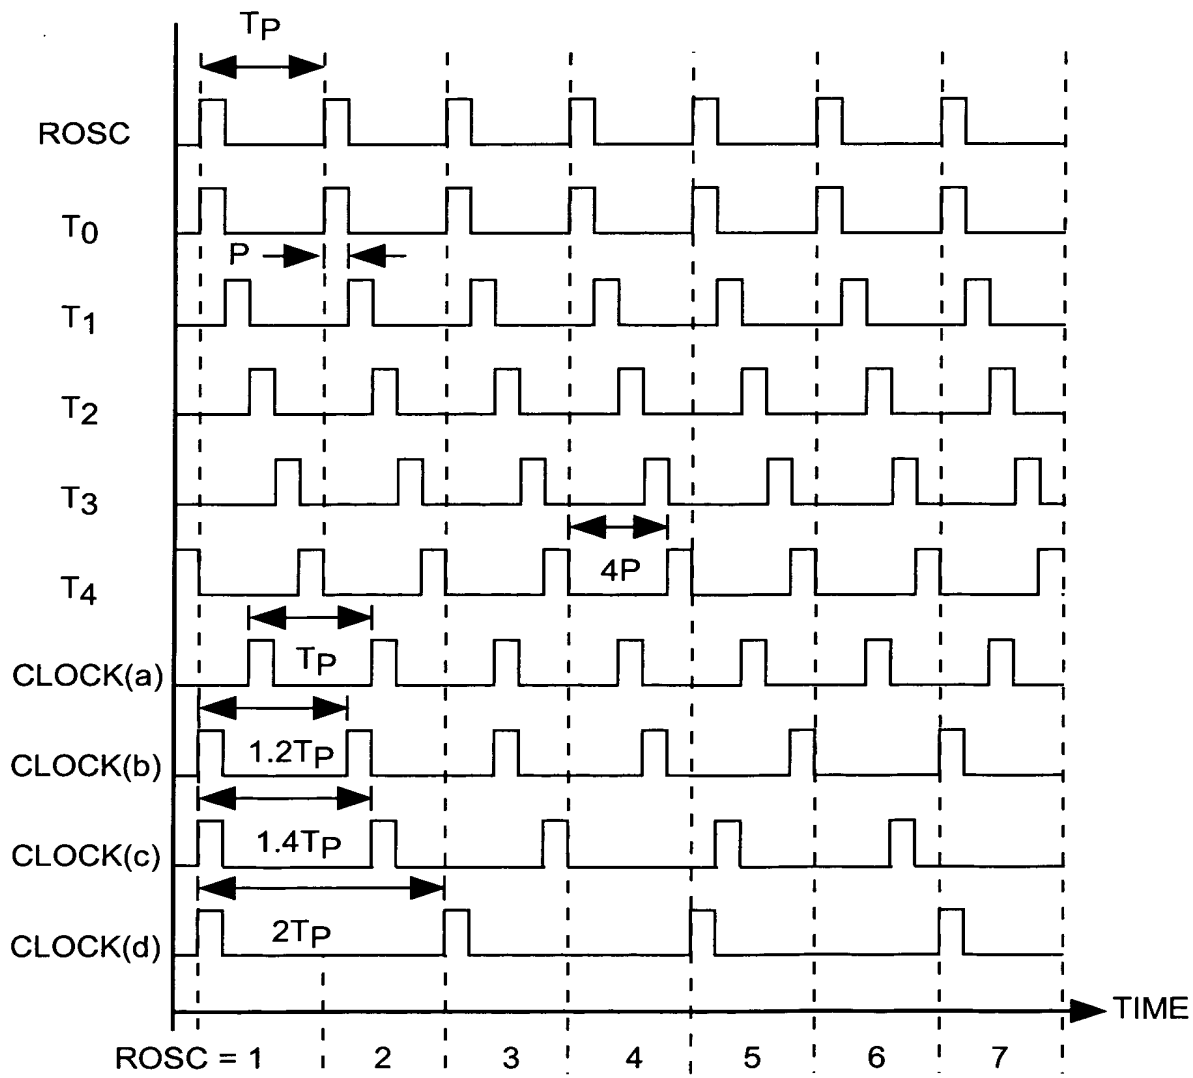 TP
ROSC
T0
P
T1
T2
T3
4P
T4
TP
CLOCK(a)
1.2TP
CLOCK(b)
1.4TP
CLOCK(c)
2TP
CLOCK(d)
TIME
ROSC = 1 2 3 4 5 6 7